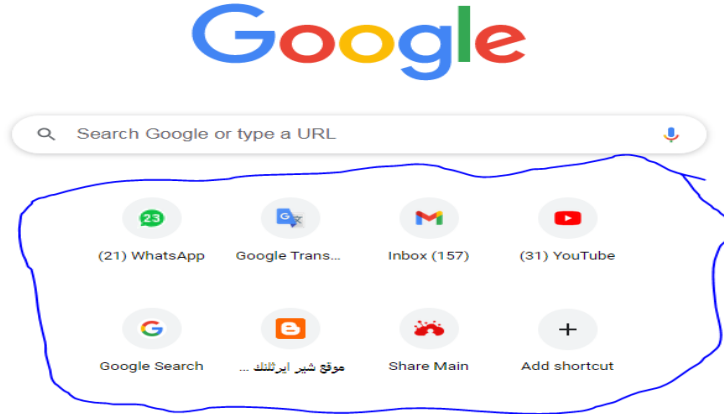 Google
Search Google or type a URL
23
(21) WhatsApp
Google Trans...
Inbox (157)
(31) YouTube
Google Search
موقع شير ايرثلنك ...
Share Main
Add shortcut